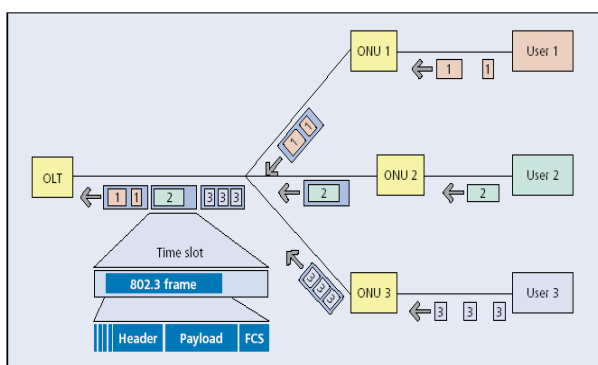 ONU 1
User 1
1 1
1 1
OLT
1 1 2 3 3 3
2
ONU 2
2
User 2
Time slot
802.3 frame
3 3 3
ONU 3
3 3 3
User 3
Header Payload FCS